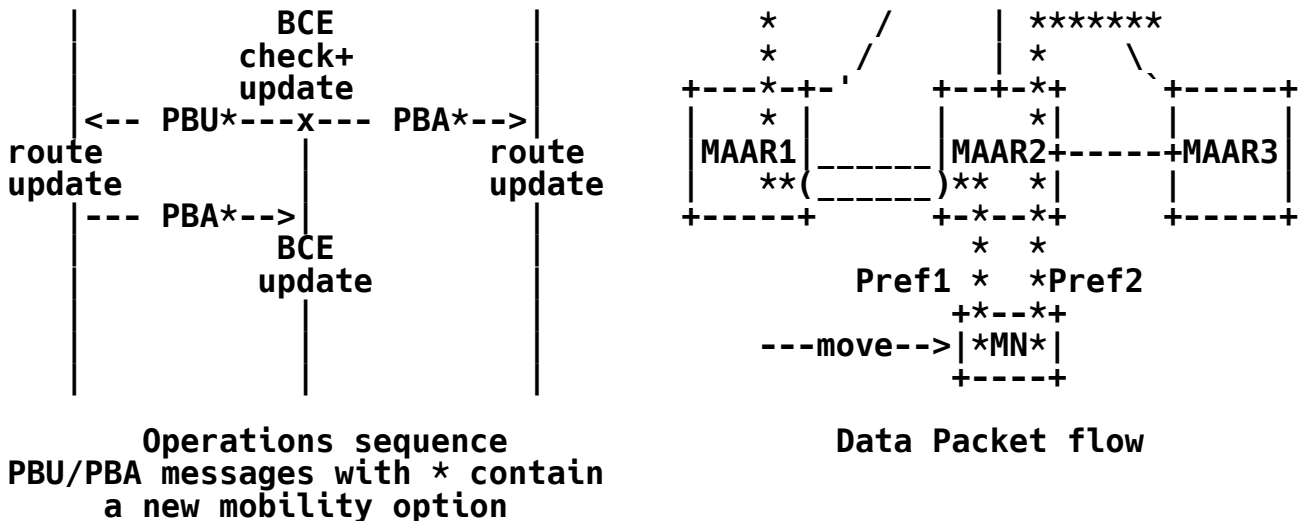 BCE
check+
update
<-- PBU*---x--- PBA*-->
route route
update update
--- PBA*-->
BCE
update
Operations sequence
PBU/PBA messages with * contain
a new mobility option
MAAR1 MAAR2 MAAR3
Pref1 Pref2
---move--> *MN*
Data Packet flow